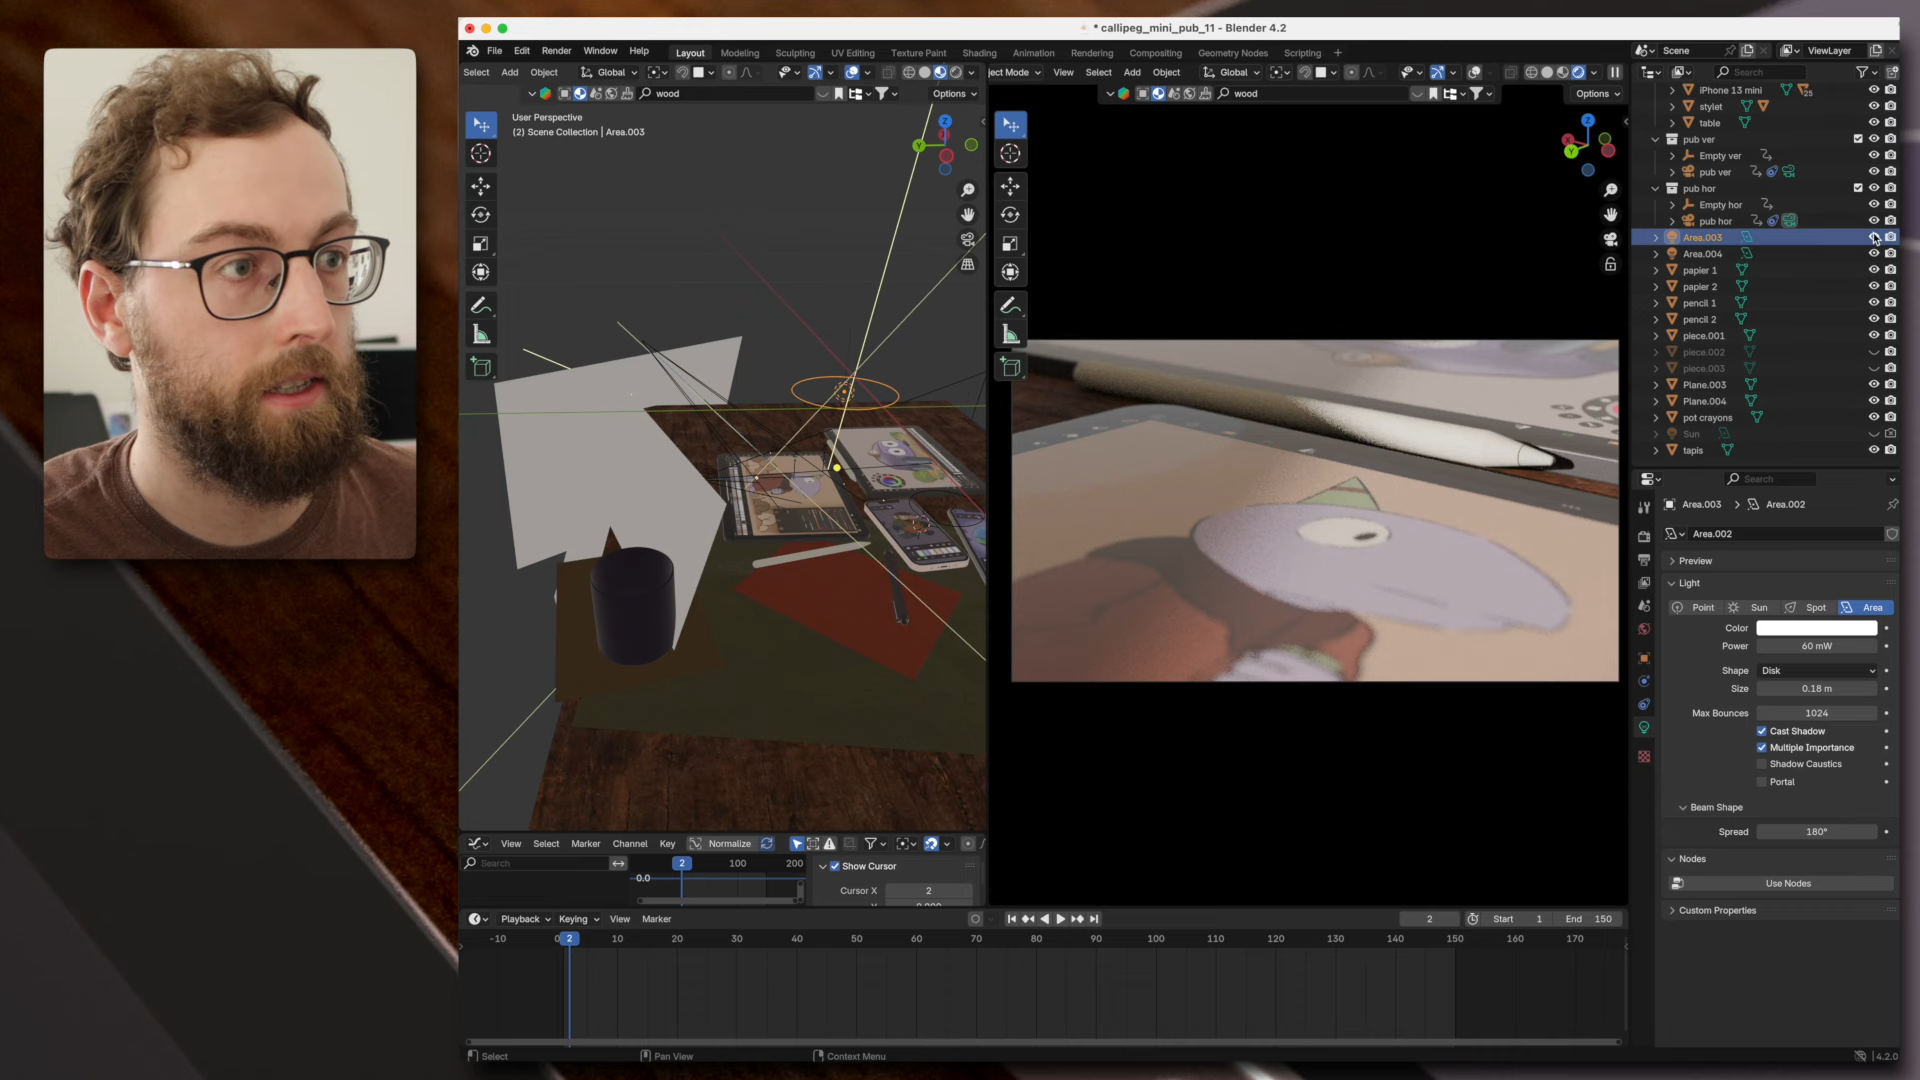 * callipeg_mini_pub_11 - Blender 4.2
File Edit Render Window Help
Layout Modeling Sculpting UV Editing Texture Paint Shading Animation Rendering Compositing Geometry Nodes Scripting +
Scene ViewLayer
Select Add Object Global
ject Mode View Select Add Object Global
Search
wood Options
wood Options
User Perspective
(2) Scene Collection | Area.003
iPhone 13 mini 25
stylet
table
pub ver
Empty ver
pub ver
pub hor
Empty hor
pub hor
Area.003
Area.004
papier 1
papier 2
pencil 1
pencil 2
piece.001
piece.002
piece.003
Plane.003
Plane.004
pot crayons
Sun
tapis
Search
Area.003 > Area.002
Area.002
Preview
Light
Point Sun Spot Area
Color
Power 60 mW
Shape Disk
Size 0.18 m
Max Bounces 1024
Cast Shadow
Multiple Importance
Shadow Caustics
Portal
Beam Shape
Spread 180°
Nodes
Use Nodes
Custom Properties
View Select Marker Channel Key Normalize
Search 2 100 200
0.0
Show Cursor
Cursor X 2
Playback Keying View Marker
2 Start 1 End 150
-10 0 2 10 20 30 40 50 60 70 80 90 100 110 120 130 140 150 160 170
Select Pan View Context Menu 4.2.0